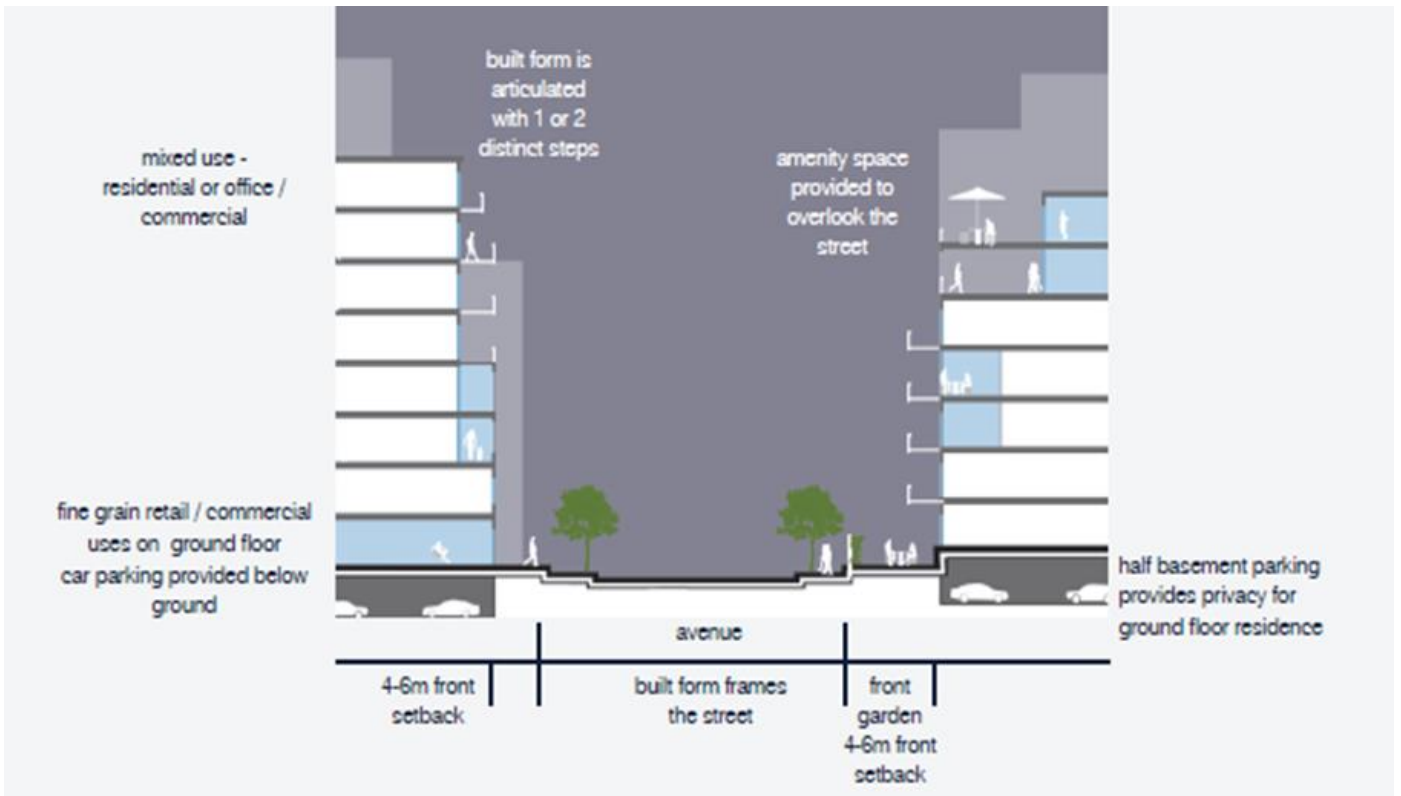 built form is
articulated
with 1 or 2
distinct steps
mixed use -
residential or office /
commercial
amenity space
provided to
overlook the
street
fine grain retail / commercial
uses on ground floor
car parking provided below
ground
half basement parking
provides privacy for
ground floor residence
avenue
4-6m front
setback
built form frames
the street
front
garden
4-6m front
setback